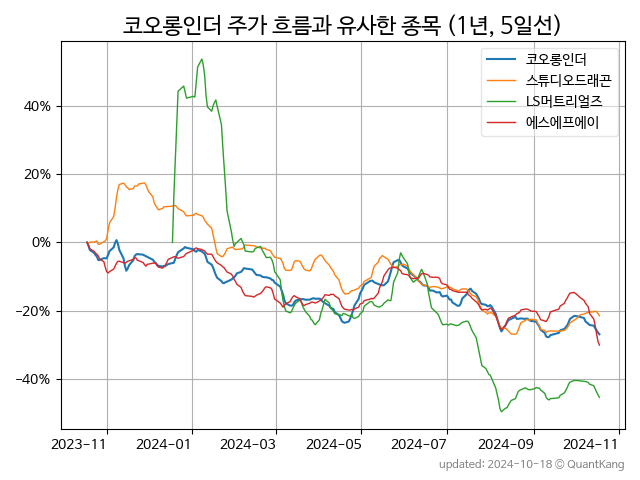 코오롱인더 주가 흐름과 유사한 종목 (1년, 5일선)
코오롱인더
스튜디오드래곤
LS머트리얼즈
에스에프에이
40%
20%
0%
−20%
−40%
2023-11 2024-01 2024-03 2024-05 2024-07 2024-09 2024-11
updated: 2024-10-18 © QuantKang